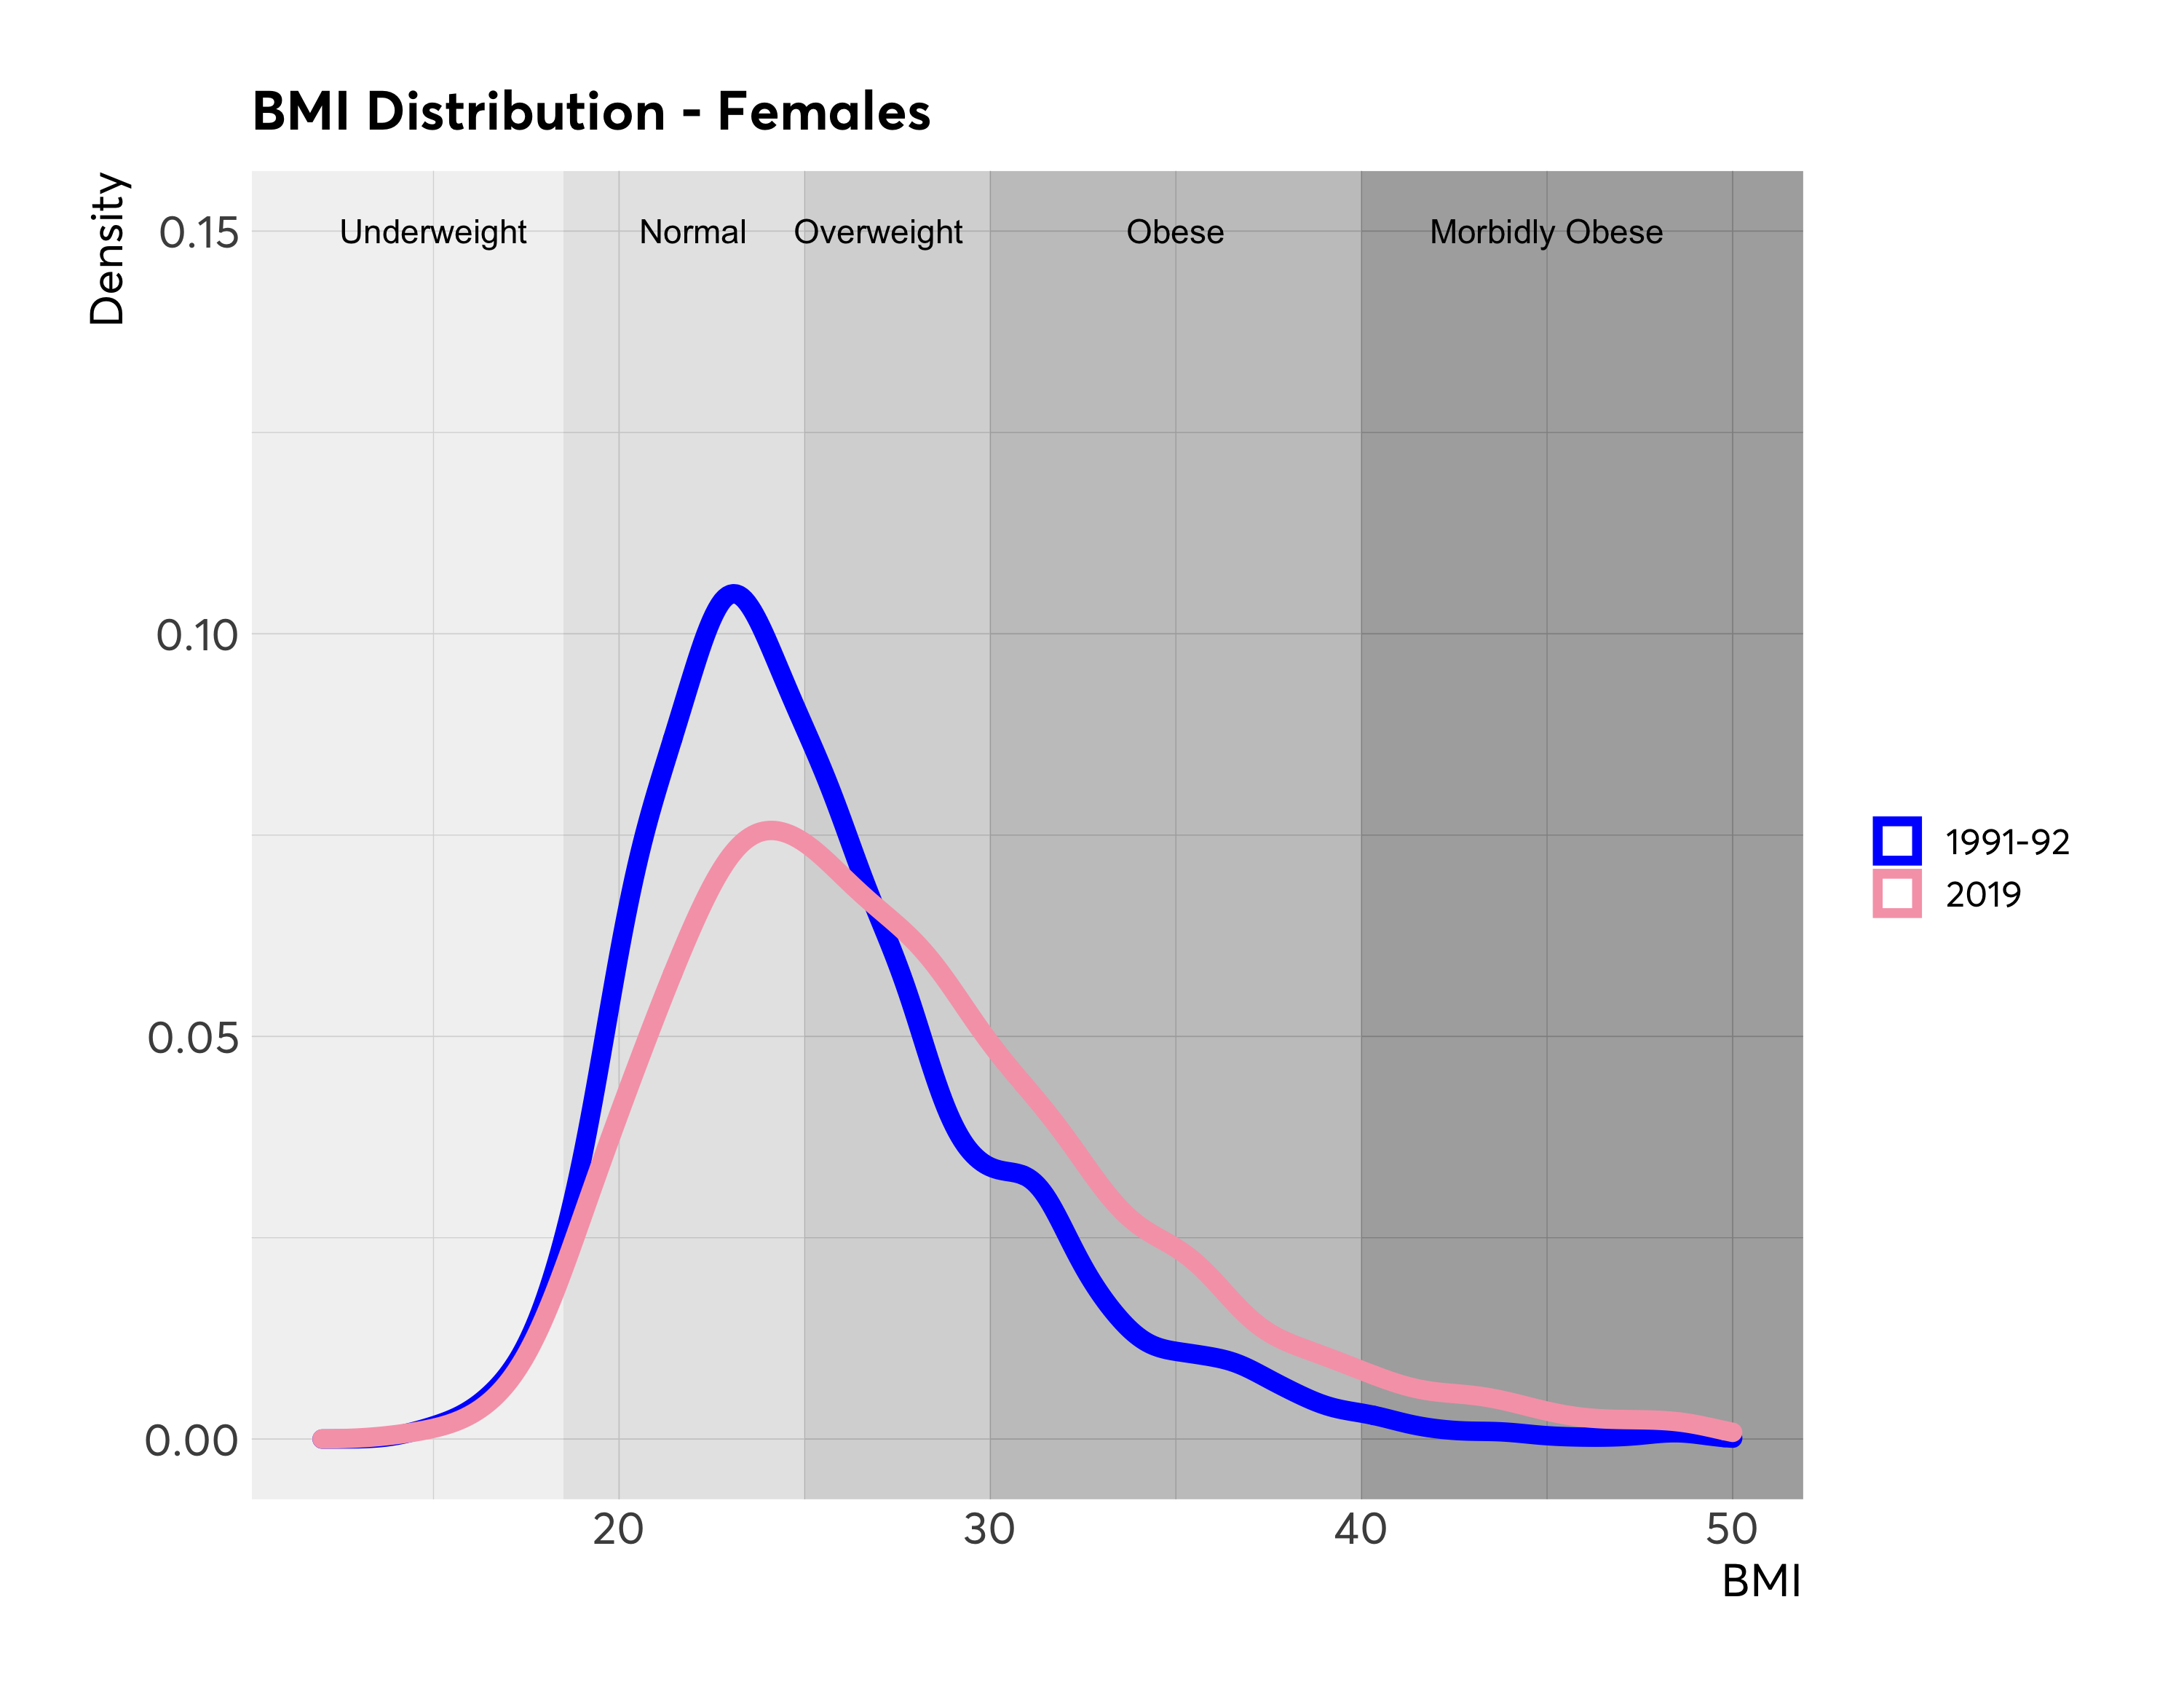 BMI Distribution - Females
Density
0.15
0.10
0.05
0.00
Underweight Normal Overweight Obese Morbidly Obese
1991-92
2019
20 30 40 50
BMI